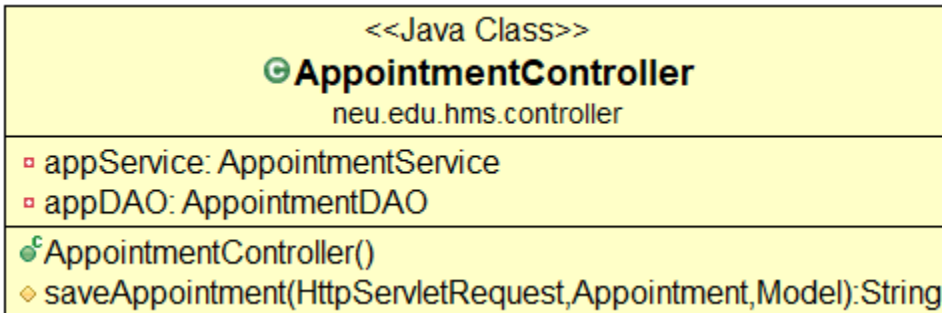 <<Java Class>>
AppointmentController
neu.edu.hms.controller
appService: AppointmentService
appDAO: AppointmentDAO
AppointmentController()
saveAppointment(HttpServletRequest,Appointment,Model):String